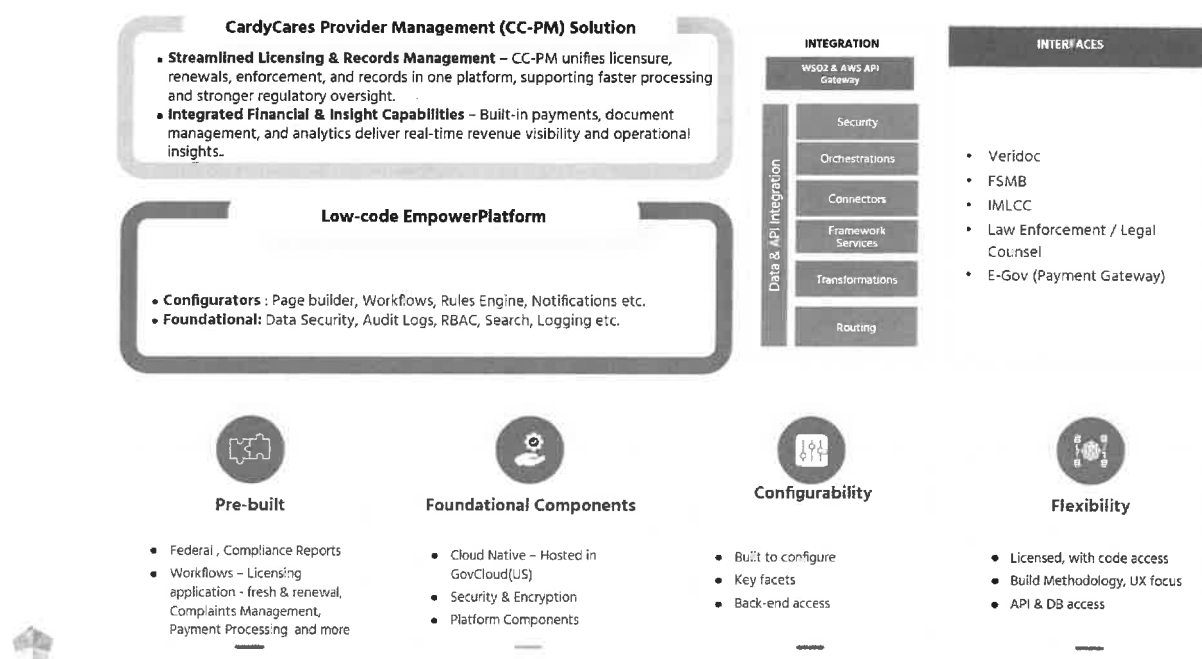 CardyCares Provider Management (CC-PM) Solution
• Streamlined Licensing & Records Management – CC-PM unifies licensure,
renewals, enforcement, and records in one platform, supporting faster processing
and stronger regulatory oversight.
• Integrated Financial & Insight Capabilities – Built-in payments, document
management, and analytics deliver real-time revenue visibility and operational
insights..
Low-code EmpowerPlatform
• Configurators : Page builder, Workflows, Rules Engine, Notifications etc.
• Foundational: Data Security, Audit Logs, RBAC, Search, Logging etc.
INTEGRATION
WSO2 & AWS API
Gateway
Data & API Integration
Security
Orchestrations
Connectors
Framework
Services
Transformations
Routing
INTERFACES
• Veridoc
• FSMB
• IMLCC
• Law Enforcement / Legal
Counsel
• E-Gov (Payment Gateway)
Pre-built
• Federal , Compliance Reports
• Workflows – Licensing
application - fresh & renewal,
Complaints Management,
Payment Processing and more
Foundational Components
• Cloud Native – Hosted in
GovCloud(US)
• Security & Encryption
• Platform Components
Configurability
• Built to configure
• Key facets
• Back-end access
Flexibility
• Licensed, with code access
• Build Methodology, UX focus
• API & DB access